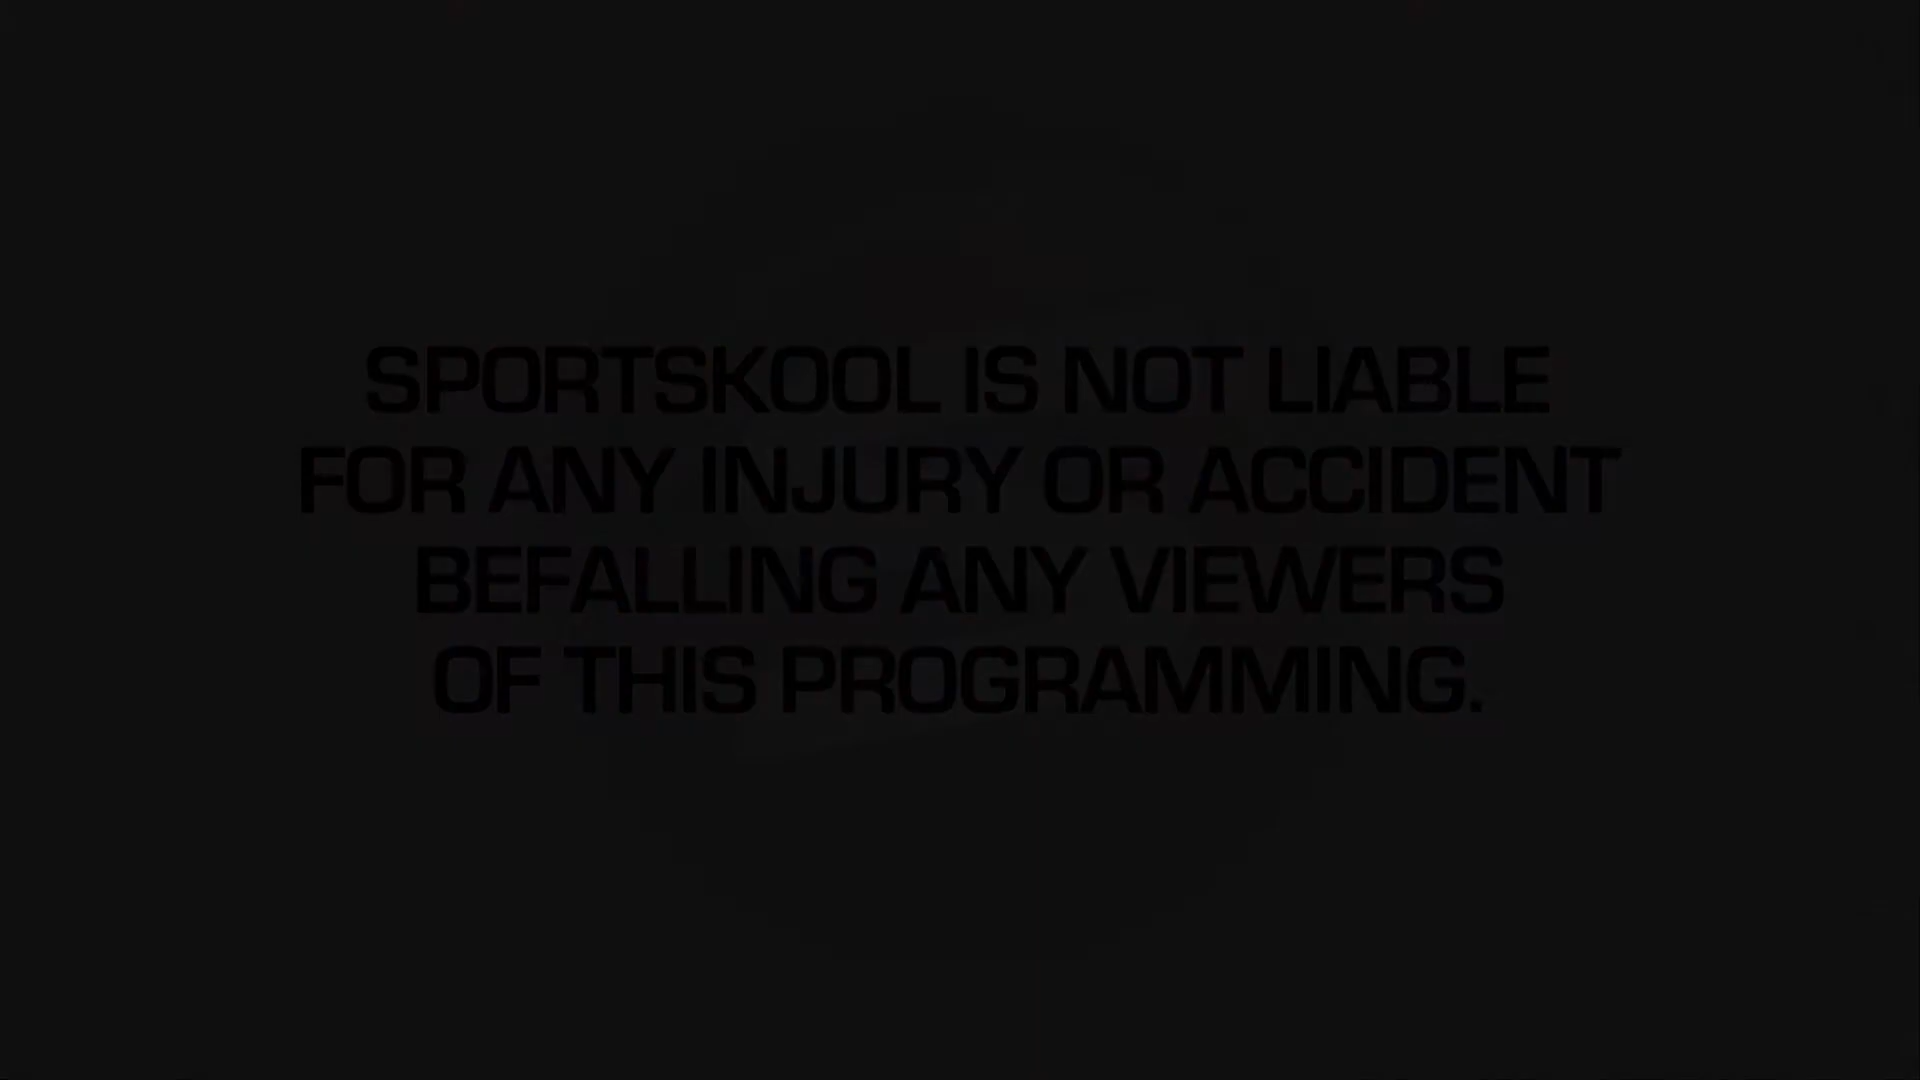 SPORTSKOOL IS NOT LIABLE
FOR ANY INJURY OR ACCIDENT
BEFALLING ANY VIEWERS
OF THIS PROGRAMMING.